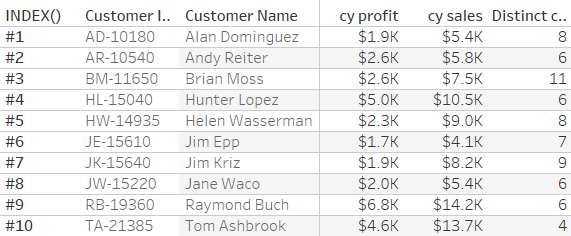 INDEX() Customer I.. Customer Name cy profit cy sales Distinct c..
#1 AD-10180 Alan Dominguez $1.9K $5.4K 8
#2 AR-10540 Andy Reiter $2.6K $5.8K 6
#3 BM-11650 Brian Moss $2.6K $7.5K 11
#4 HL-15040 Hunter Lopez $5.0K $10.5K 6
#5 HW-14935 Helen Wasserman $2.3K $9.0K 8
#6 JE-15610 Jim Epp $1.7K $4.1K 7
#7 JK-15640 Jim Kriz $1.9K $8.2K 9
#8 JW-15220 Jane Waco $2.0K $5.4K 6
#9 RB-19360 Raymond Buch $6.8K $14.2K 6
#10 TA-21385 Tom Ashbrook $4.6K $13.7K 4